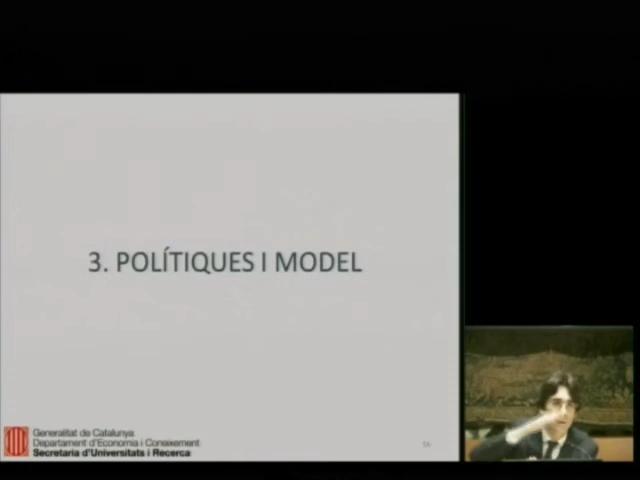 3. POLÍTIQUES I MODEL
Generalitat de Catalunya
Departament d'Economia i Coneixement
Secretaria d'Universitats i Recerca